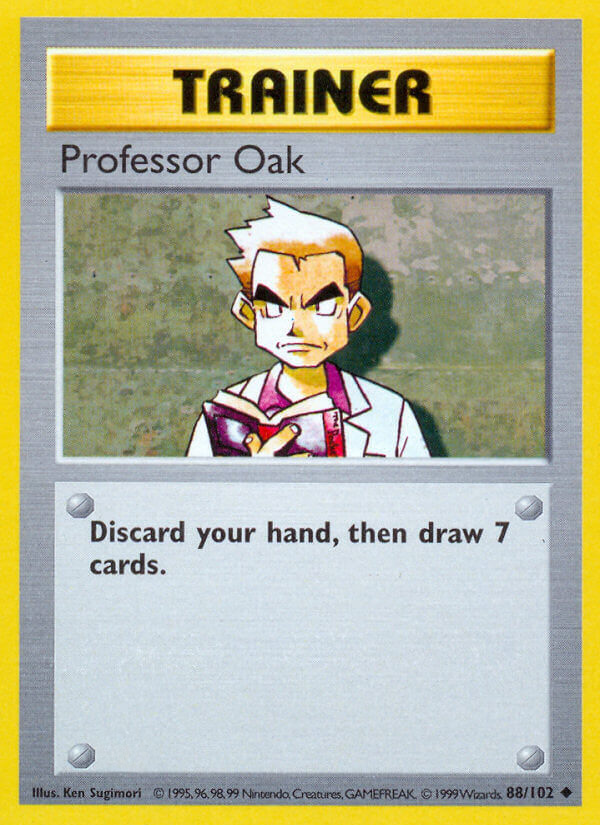 TRAINER
Professor Oak
Discard your hand, then draw 7
cards.
Illus. Ken Sugimori © 1995, 96, 98, 99 Nintendo, Creatures, GAMEFREAK. © 1999 Wizards. 88/102 ◆